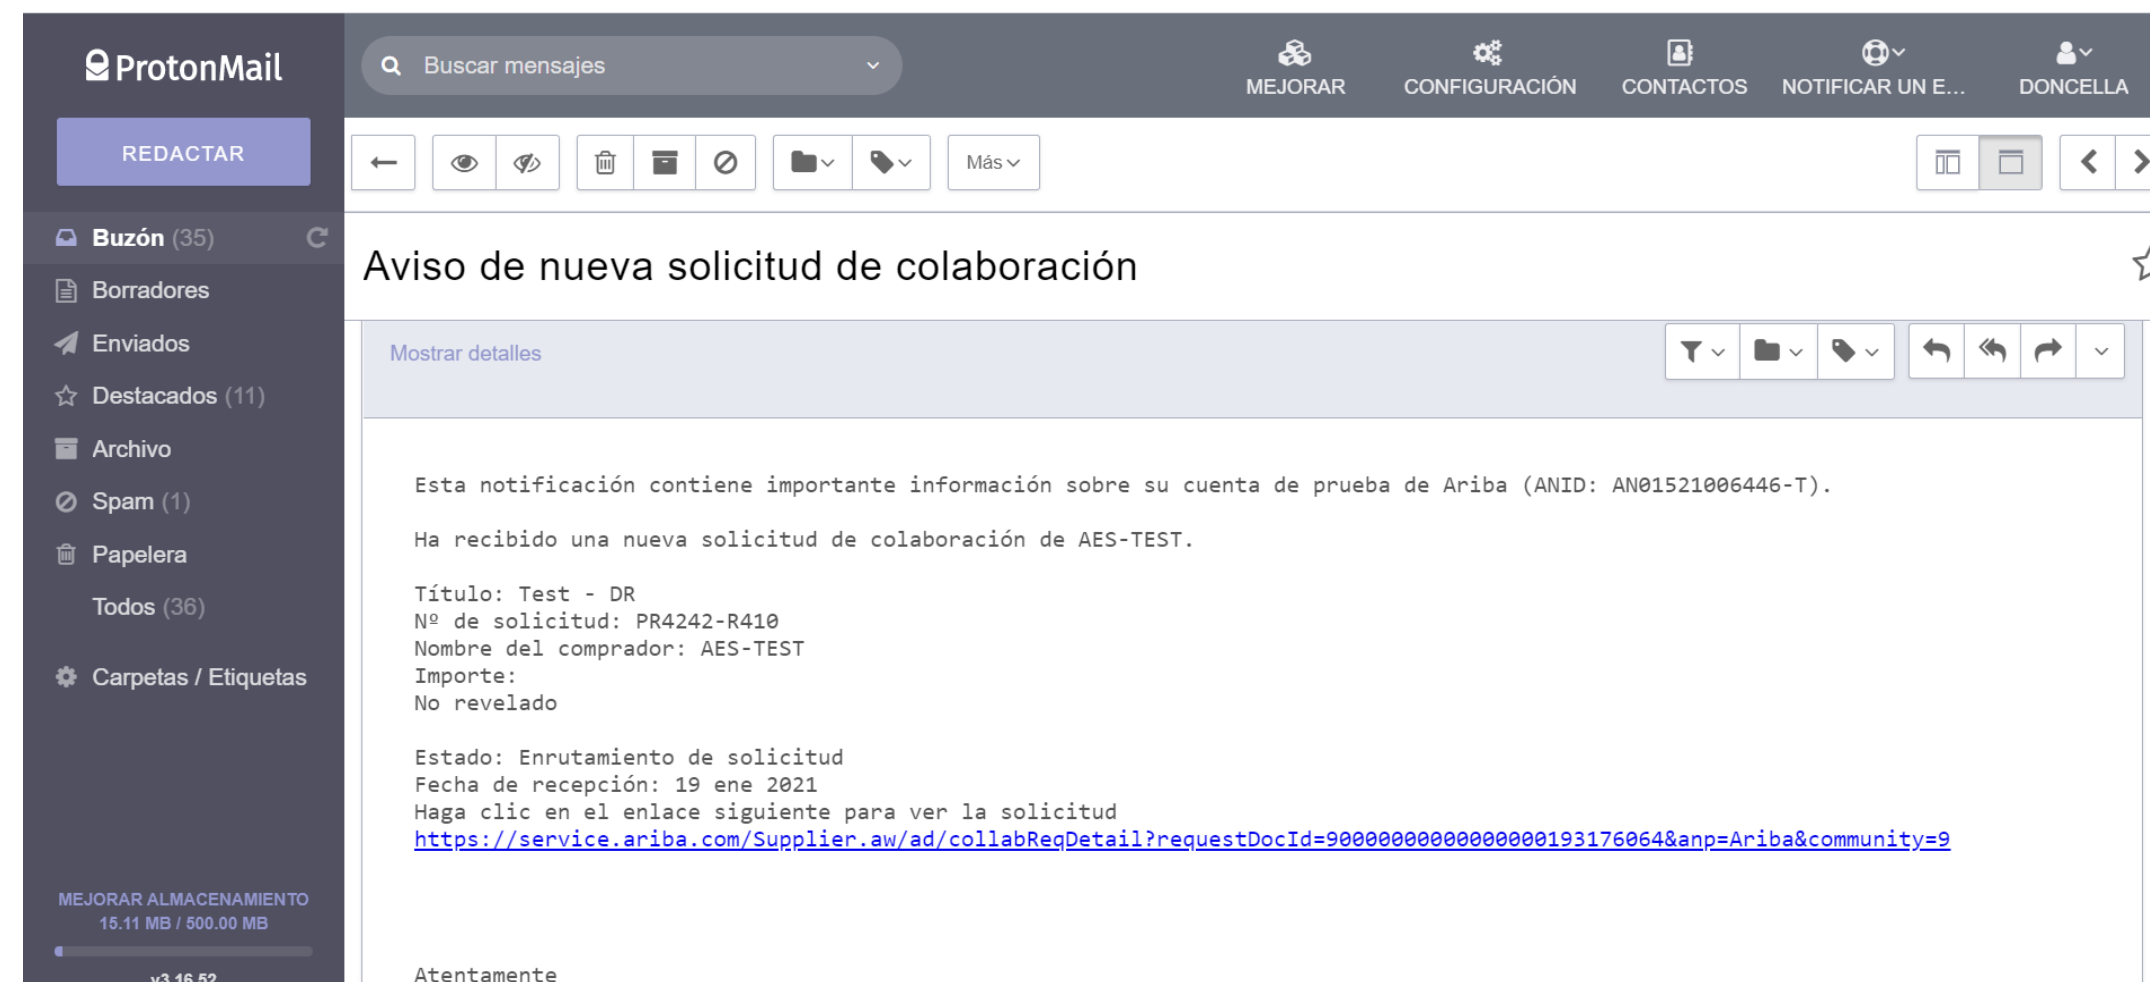 ProtonMail
Buscar mensajes
MEJORAR
CONFIGURACIÓN
CONTACTOS
NOTIFICAR UN E...
DONCELLA
REDACTAR
Más
Buzón (35)
Borradores
Enviados
Destacados (11)
Archivo
Spam (1)
Papelera
Todos (36)
Carpetas / Etiquetas
MEJORAR ALMACENAMIENTO
15.11 MB / 500.00 MB
v3.16.52
Aviso de nueva solicitud de colaboración
Mostrar detalles
Esta notificación contiene importante información sobre su cuenta de prueba de Ariba (ANID: AN01521006446-T).
Ha recibido una nueva solicitud de colaboración de AES-TEST.
Título: Test - DR
Nº de solicitud: PR4242-R410
Nombre del comprador: AES-TEST
Importe:
No revelado
Estado: Enrutamiento de solicitud
Fecha de recepción: 19 ene 2021
Haga clic en el enlace siguiente para ver la solicitud
https://service.ariba.com/Supplier.aw/ad/collabReqDetail?requestDocId=90000000000000000193176064&anp=Ariba&community=9
Atentamente